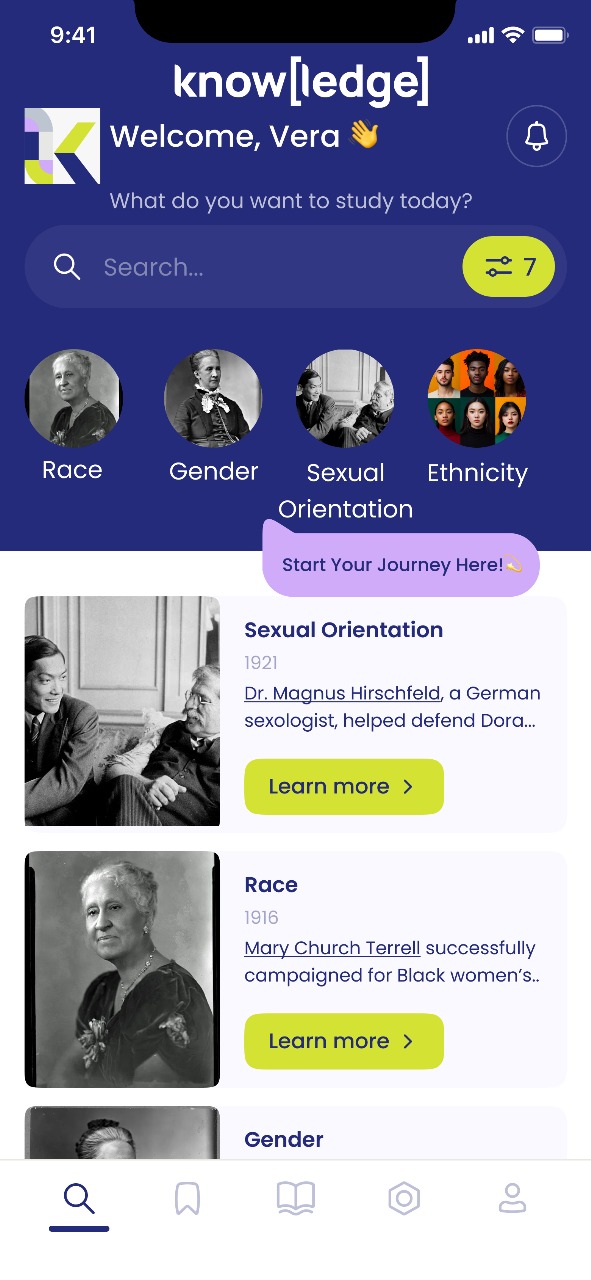 9:41
know[ledge]
Welcome, Vera 👋
What do you want to study today?
Search...
7
Race
Gender
Sexual
Orientation
Ethnicity
Start Your Journey Here!💫
Sexual Orientation
1921
Dr. Magnus Hirschfeld, a German
sexologist, helped defend Dora...
Learn more >
Race
1916
Mary Church Terrell successfully
campaigned for Black women’s..
Learn more >
Gender